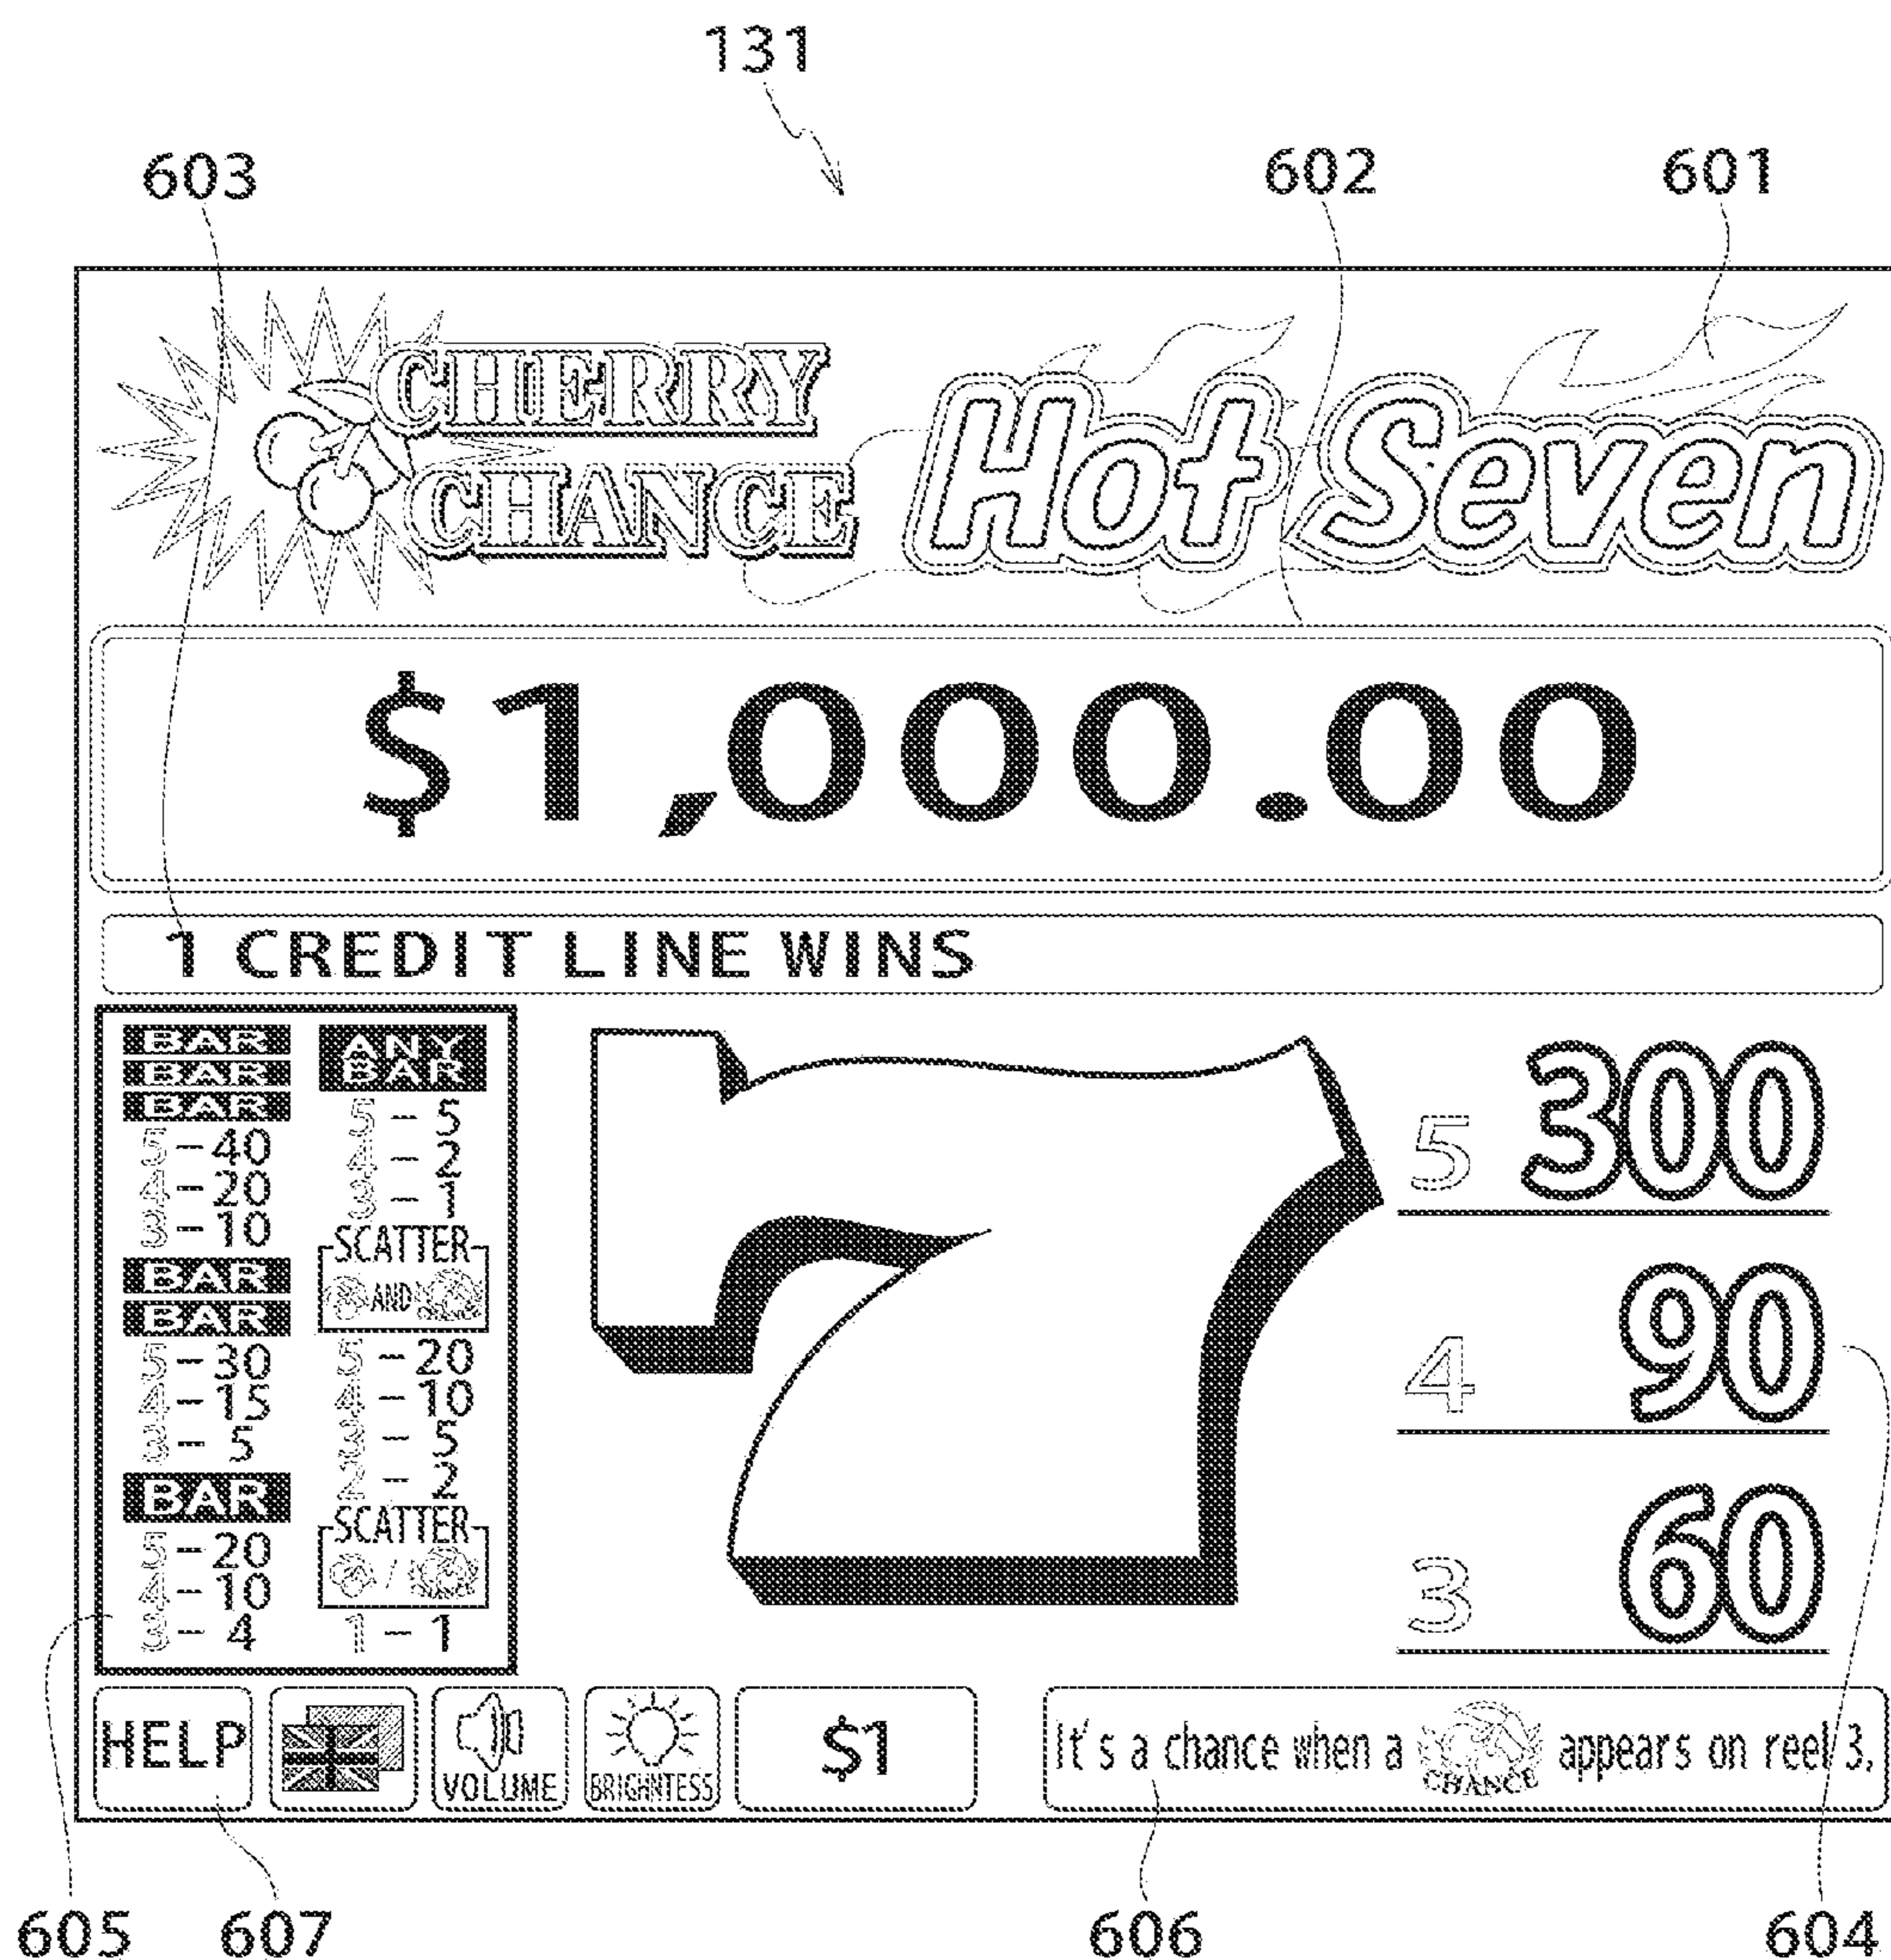 131
603
602
601
CHERRY
CHANCE
Hot Seven
$1,000.00
1 CREDIT LINE WINS
BAR
BAR
BAR
5 - 40
4 - 20
3 - 10
BAR
BAR
5 - 30
4 - 15
3 - 5
BAR
5 - 20
4 - 10
3 - 4
ANY
BAR
5 - 5
4 - 2
3 - 1
SCATTER
AND
5 - 20
4 - 10
3 - 5
2 - 2
SCATTER
/
1 - 1
7
5 300
4 90
3 60
HELP
VOLUME
BRIGHNTESS
$1
It's a chance when a CHANCE appears on reel 3,
605
607
606
604